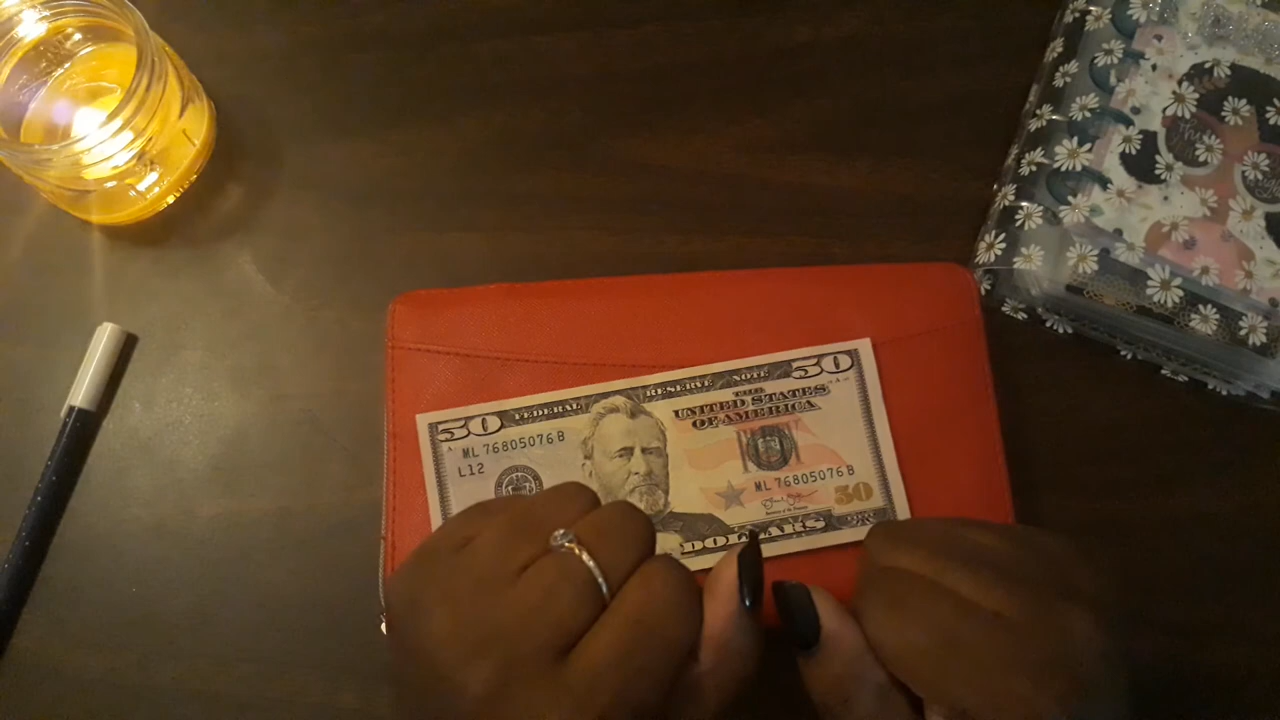 50 FEDERAL RESERVE NOTE 50
THE
UNITED STATES
OF AMERICA
ML 76805076 B
L12
ML 76805076 B
50
DOLLARS